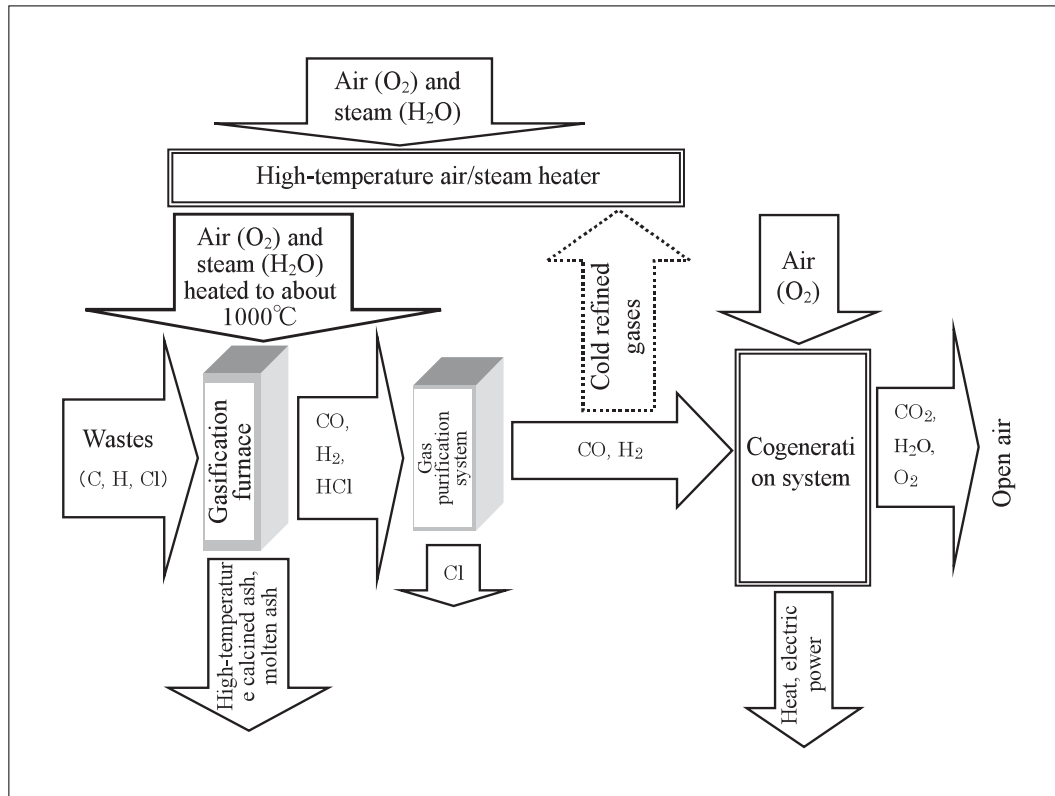 Air (O₂) and
steam (H₂O)
High-temperature air/steam heater
Air (O₂) and
steam (H₂O)
heated to about
1000℃
Cold refined
gases
Air
(O₂)
Wastes
(C, H, Cl)
Gasification
furnace
CO,
H₂,
HCl
Gas
purification
system
CO, H₂
Cogenerati
on system
CO₂,
H₂O,
O₂
Open air
Cl
High-temperatur
e calcined ash,
molten ash
Heat, electric
power